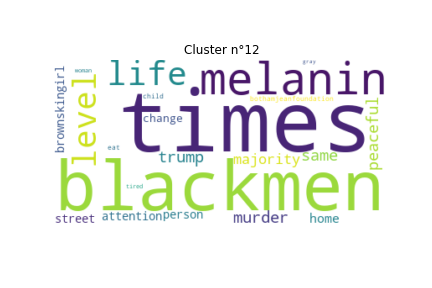 Cluster n°12
gray
life
melanin
woman
level
brownskingirl
child
times
change
peaceful
eat
trump
majority
same
blackmen
tired
street
attention
person
murder
home